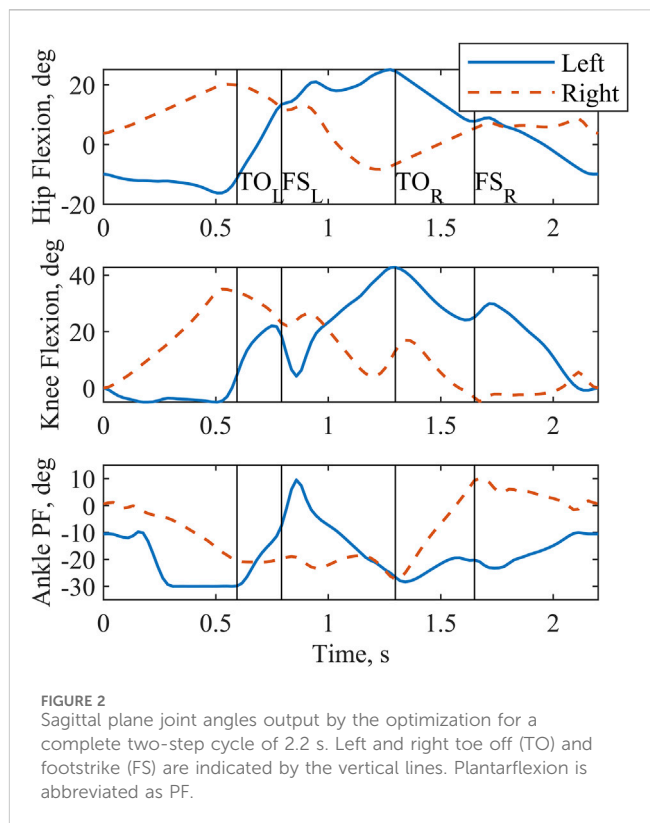 Left
Right
Hip Flexion, deg
20
0
-20
TO_L FS_L TO_R FS_R
0 0.5 1 1.5 2
Knee Flexion, deg
40
20
0
0 0.5 1 1.5 2
Ankle PF, deg
10
0
-10
-20
-30
0 0.5 1 1.5 2
Time, s
FIGURE 2
Sagittal plane joint angles output by the optimization for a
complete two-step cycle of 2.2 s. Left and right toe off (TO) and
footstrike (FS) are indicated by the vertical lines. Plantarflexion is
abbreviated as PF.